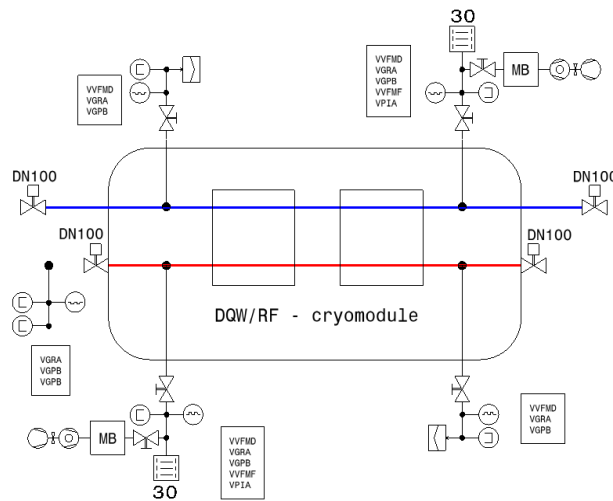 30
VVFMD
VGRA
VGPB
VVFMD
VGRA
VGPB
VVFMF
VPIA
MB
DN100
DN100
DN100
DN100
DQW/RF - cryomodule
VGRA
VGPB
VGPB
MB
30
VVFMD
VGRA
VGPB
VVFMF
VPIA
VVFMD
VGRA
VGPB